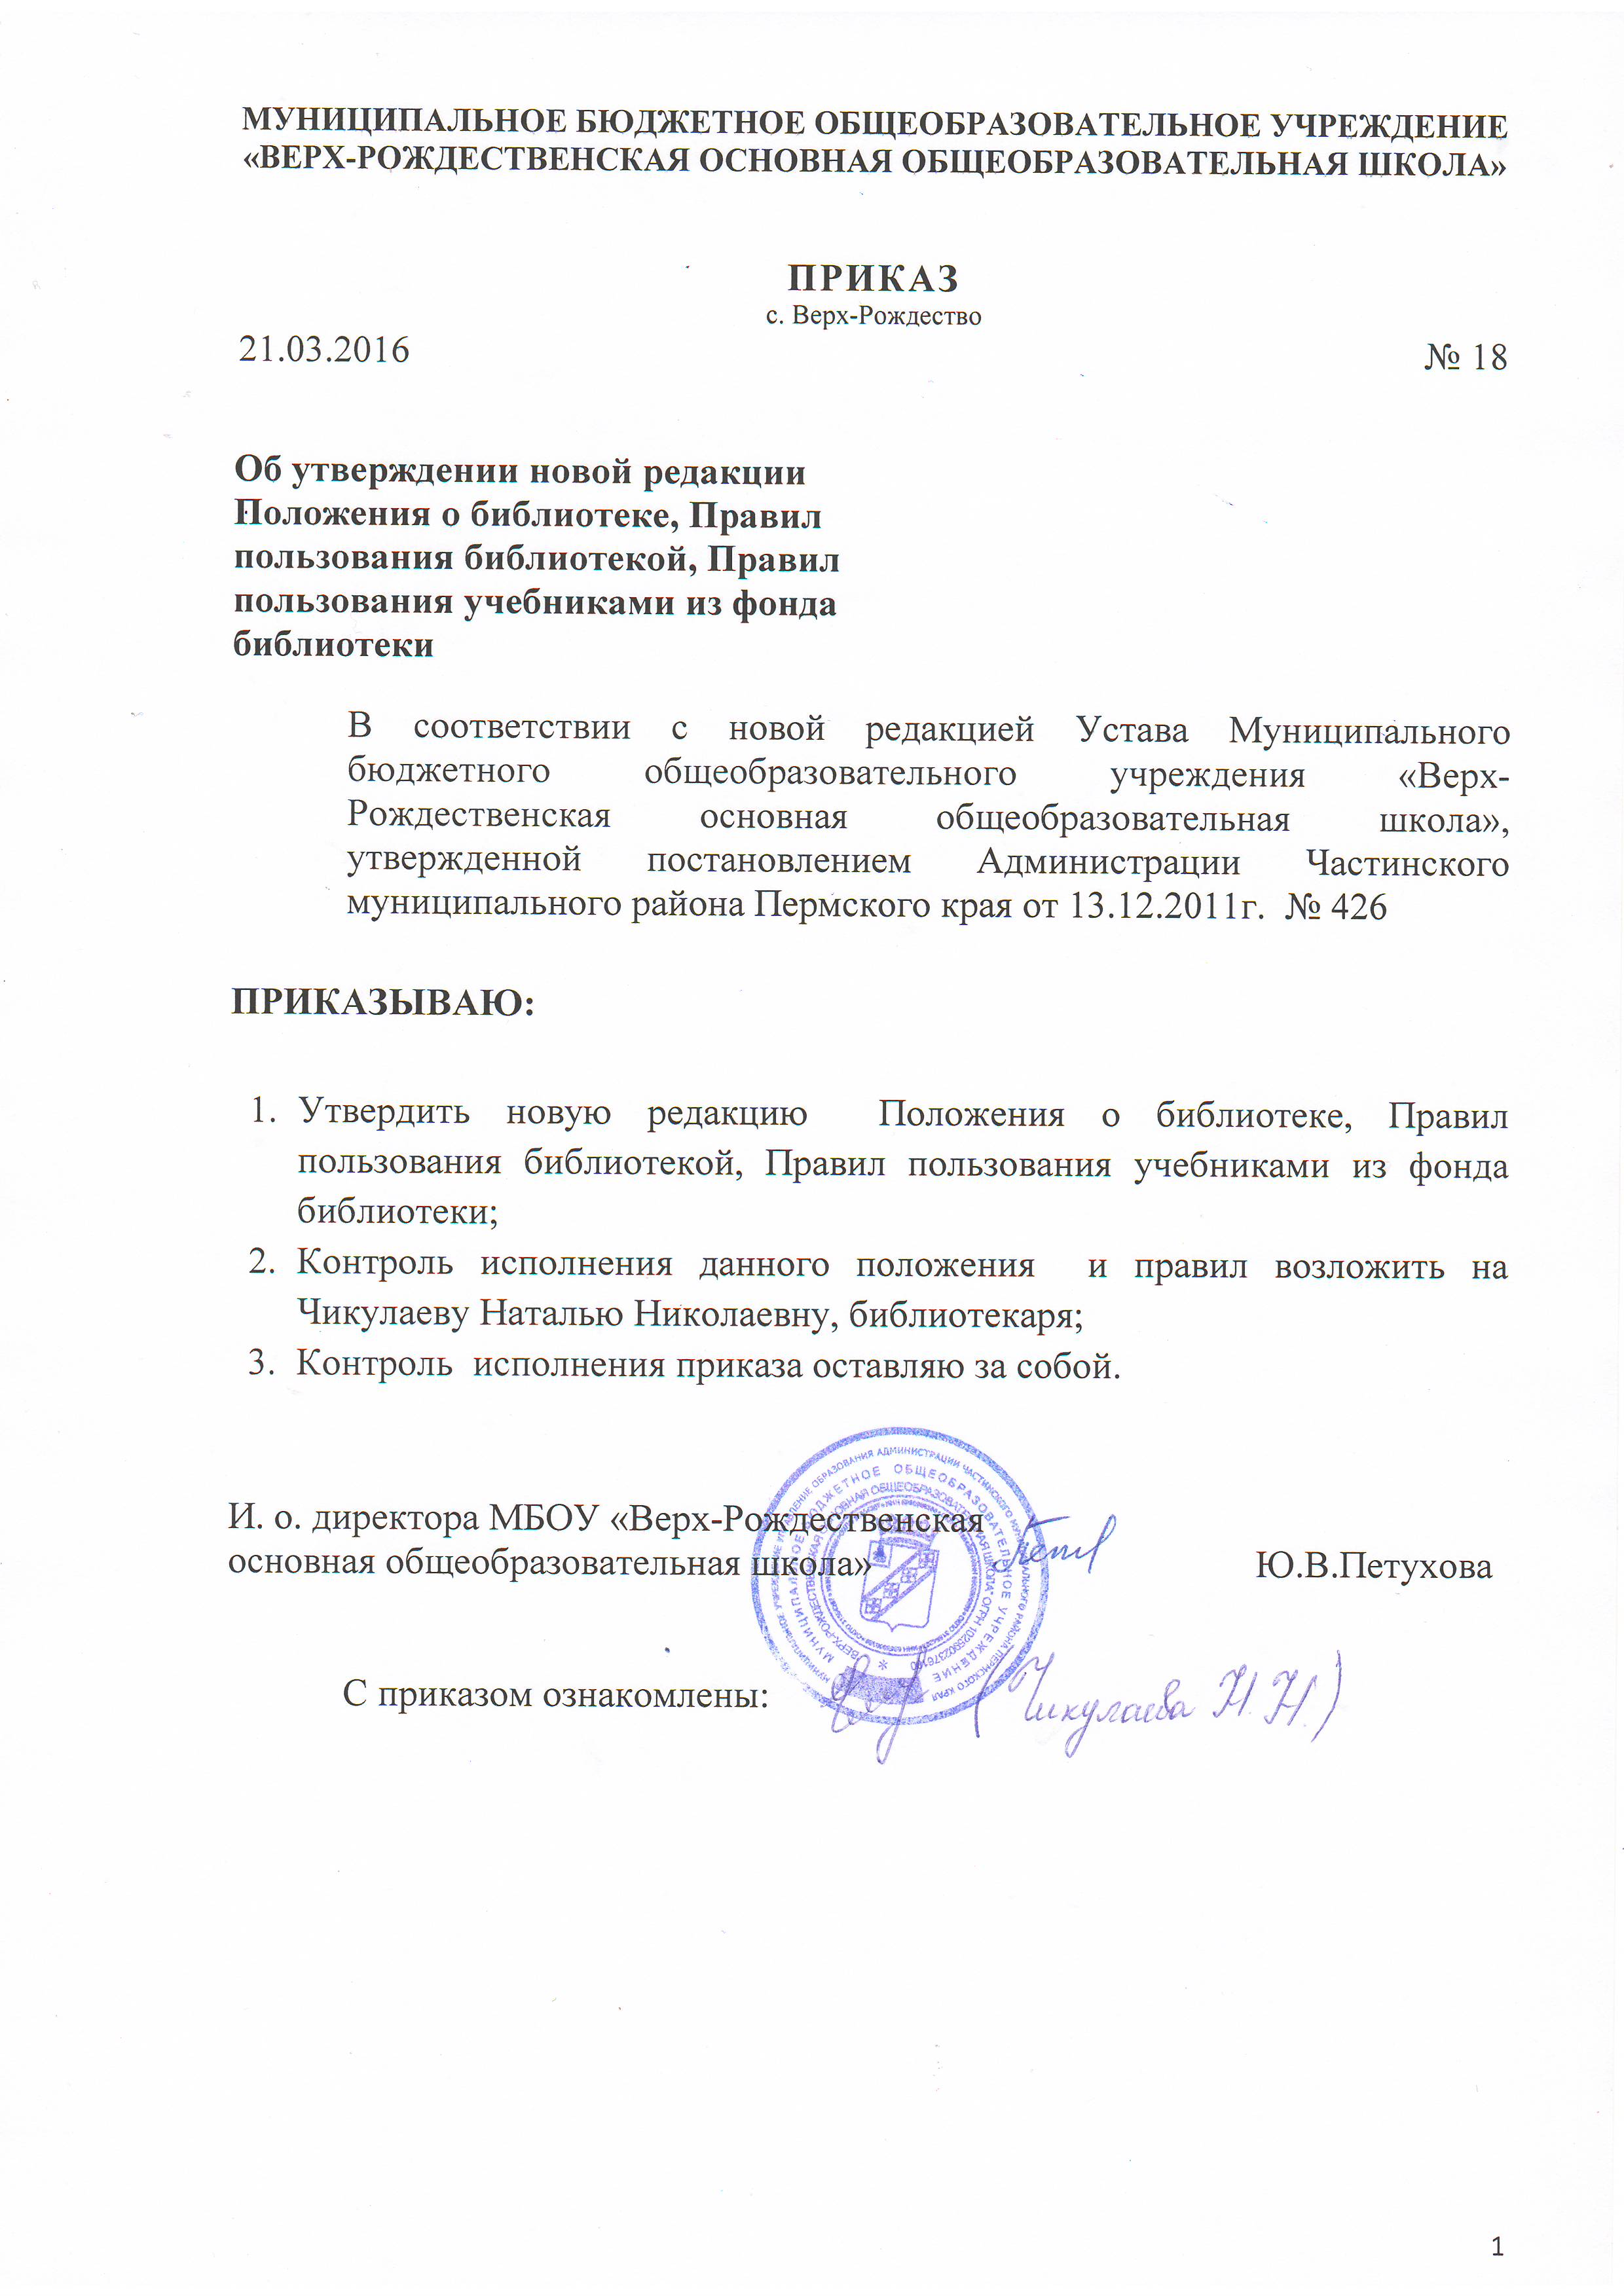 МУНИЦИПАЛЬНОЕ БЮДЖЕТНОЕ ОБЩЕОБРАЗОВАТЕЛЬНОЕ УЧРЕЖДЕНИЕ
«ВЕРХ-РОЖДЕСТВЕНСКАЯ ОСНОВНАЯ ОБЩЕОБРАЗОВАТЕЛЬНАЯ ШКОЛА»
ПРИКАЗ
с. Верх-Рождество
21.03.2016 № 18
Об утверждении новой редакции
Положения о библиотеке, Правил
пользования библиотекой, Правил
пользования учебниками из фонда
библиотеки
В соответствии с новой редакцией Устава Муниципального
бюджетного общеобразовательного учреждения «Верх-
Рождественская основная общеобразовательная школа»,
утвержденной постановлением Администрации Частинского
муниципального района Пермского края от 13.12.2011г. № 426
ПРИКАЗЫВАЮ:
1. Утвердить новую редакцию Положения о библиотеке, Правил
пользования библиотекой, Правил пользования учебниками из фонда
библиотеки;
2. Контроль исполнения данного положения и правил возложить на
Чикулаеву Наталью Николаевну, библиотекаря;
3. Контроль исполнения приказа оставляю за собой.
И. о. директора МБОУ «Верх-Рождественская
основная общеобразовательная школа» Ю.В.Петухова
МУНИЦИПАЛЬНОЕ БЮДЖЕТНОЕ ОБЩЕОБРАЗОВАТЕЛЬНОЕ УЧРЕЖДЕНИЕ
С приказом ознакомлены: (Чикулаева Н.Н.)
1